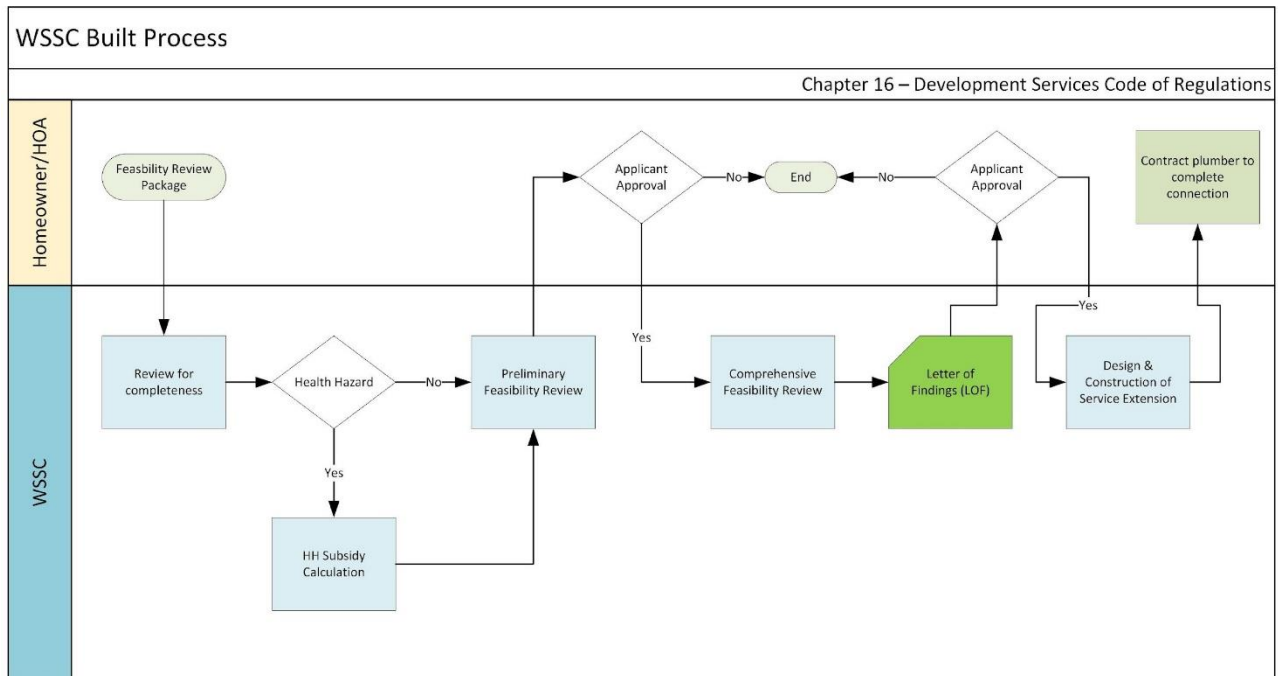 WSSC Built Process
Chapter 16 – Development Services Code of Regulations
Homeowner/HOA
Feasbility Review
Package
Applicant
Approval
No
End
No
Applicant
Approval
Contract plumber to
complete
connection
WSSC
Yes
Yes
Review for
completeness
Health Hazard
No
Preliminary
Feasibility Review
Comprehensive
Feasibility Review
Letter of
Findings (LOF)
Design &
Construction of
Service Extension
Yes
HH Subsidy
Calculation